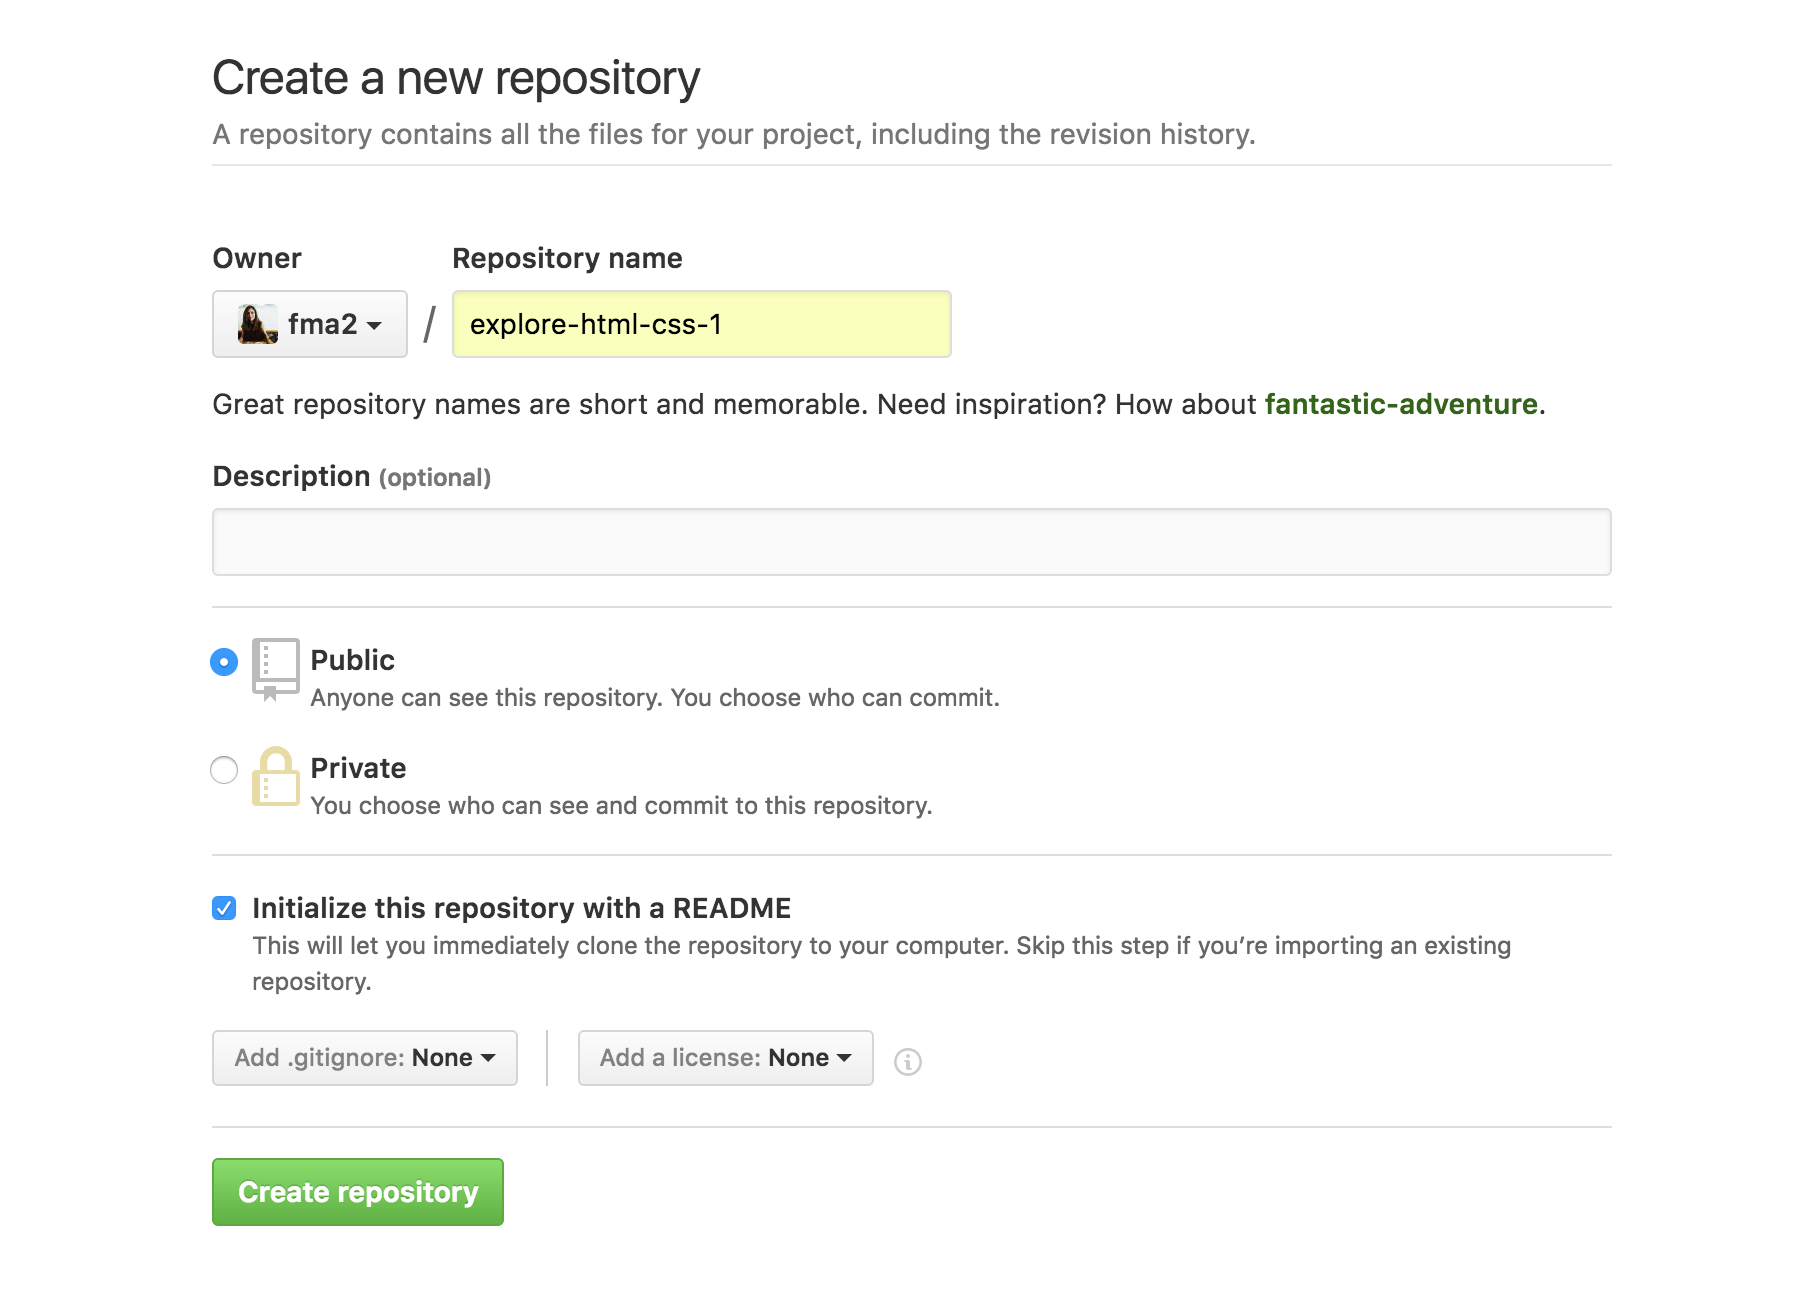 Create a new repository
A repository contains all the files for your project, including the revision history.
Owner
Repository name
fma2
/
explore-html-css-1
Great repository names are short and memorable. Need inspiration? How about fantastic-adventure.
Description (optional)
Public
Anyone can see this repository. You choose who can commit.
Private
You choose who can see and commit to this repository.
Initialize this repository with a README
This will let you immediately clone the repository to your computer. Skip this step if you’re importing an existing
repository.
Add .gitignore: None
Add a license: None
Create repository